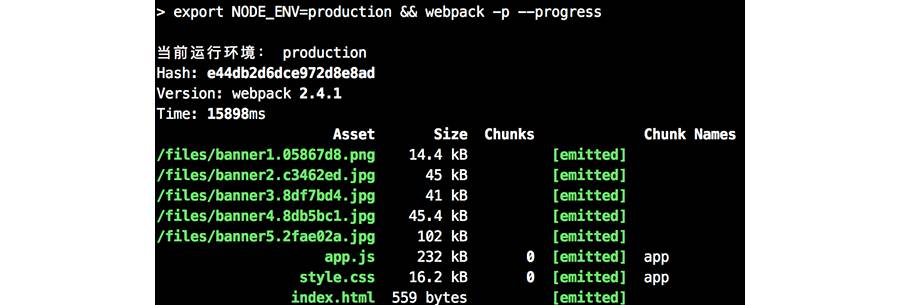 > export NODE_ENV=production && webpack -p --progress
当前运行环境： production
Hash: e44db2d6dce972d8e8ad
Version: webpack 2.4.1
Time: 15898ms
Asset Size Chunks Chunk Names
/files/banner1.05867d8.png 14.4 kB [emitted]
/files/banner2.c3462ed.jpg 45 kB [emitted]
/files/banner3.8df7bd4.jpg 41 kB [emitted]
/files/banner4.8db5bc1.jpg 45.4 kB [emitted]
/files/banner5.2fae02a.jpg 102 kB [emitted]
app.js 232 kB 0 [emitted] app
style.css 16.2 kB 0 [emitted] app
index.html 559 bytes [emitted]